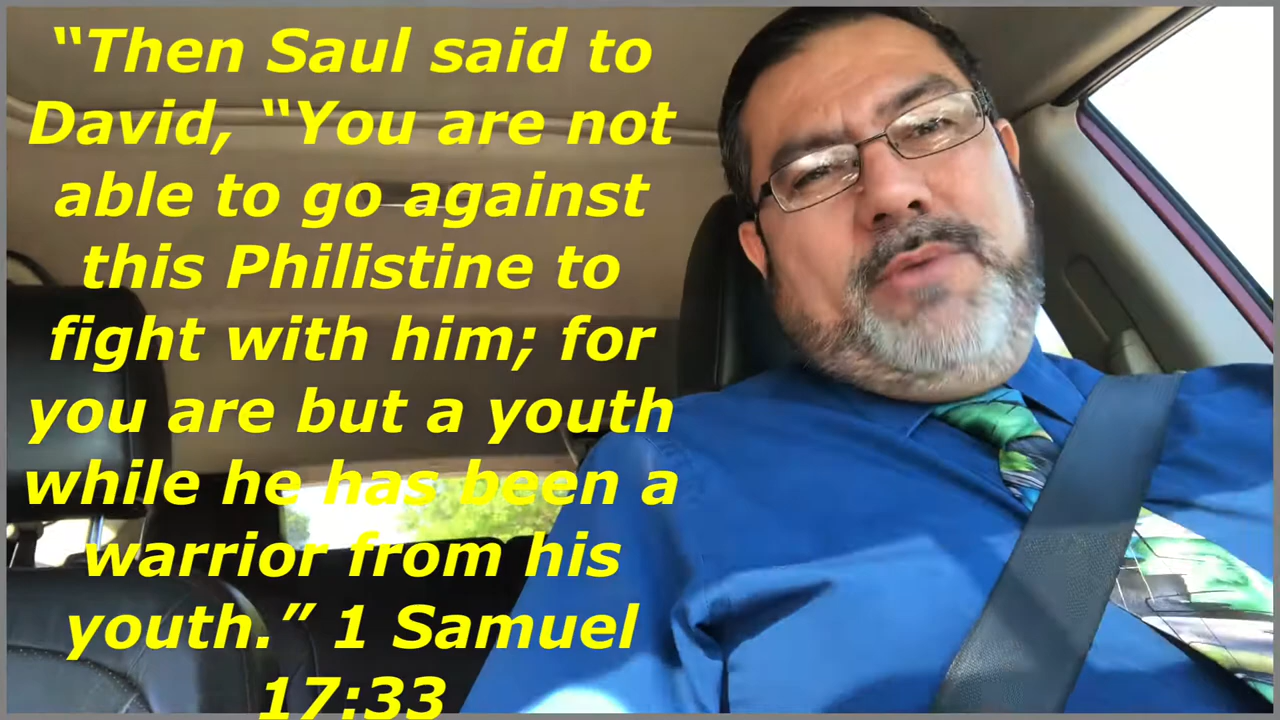 “Then Saul said to
David, “You are not
able to go against
this Philistine to
fight with him; for
you are but a youth
while he has been a
warrior from his
youth.” 1 Samuel
17:33